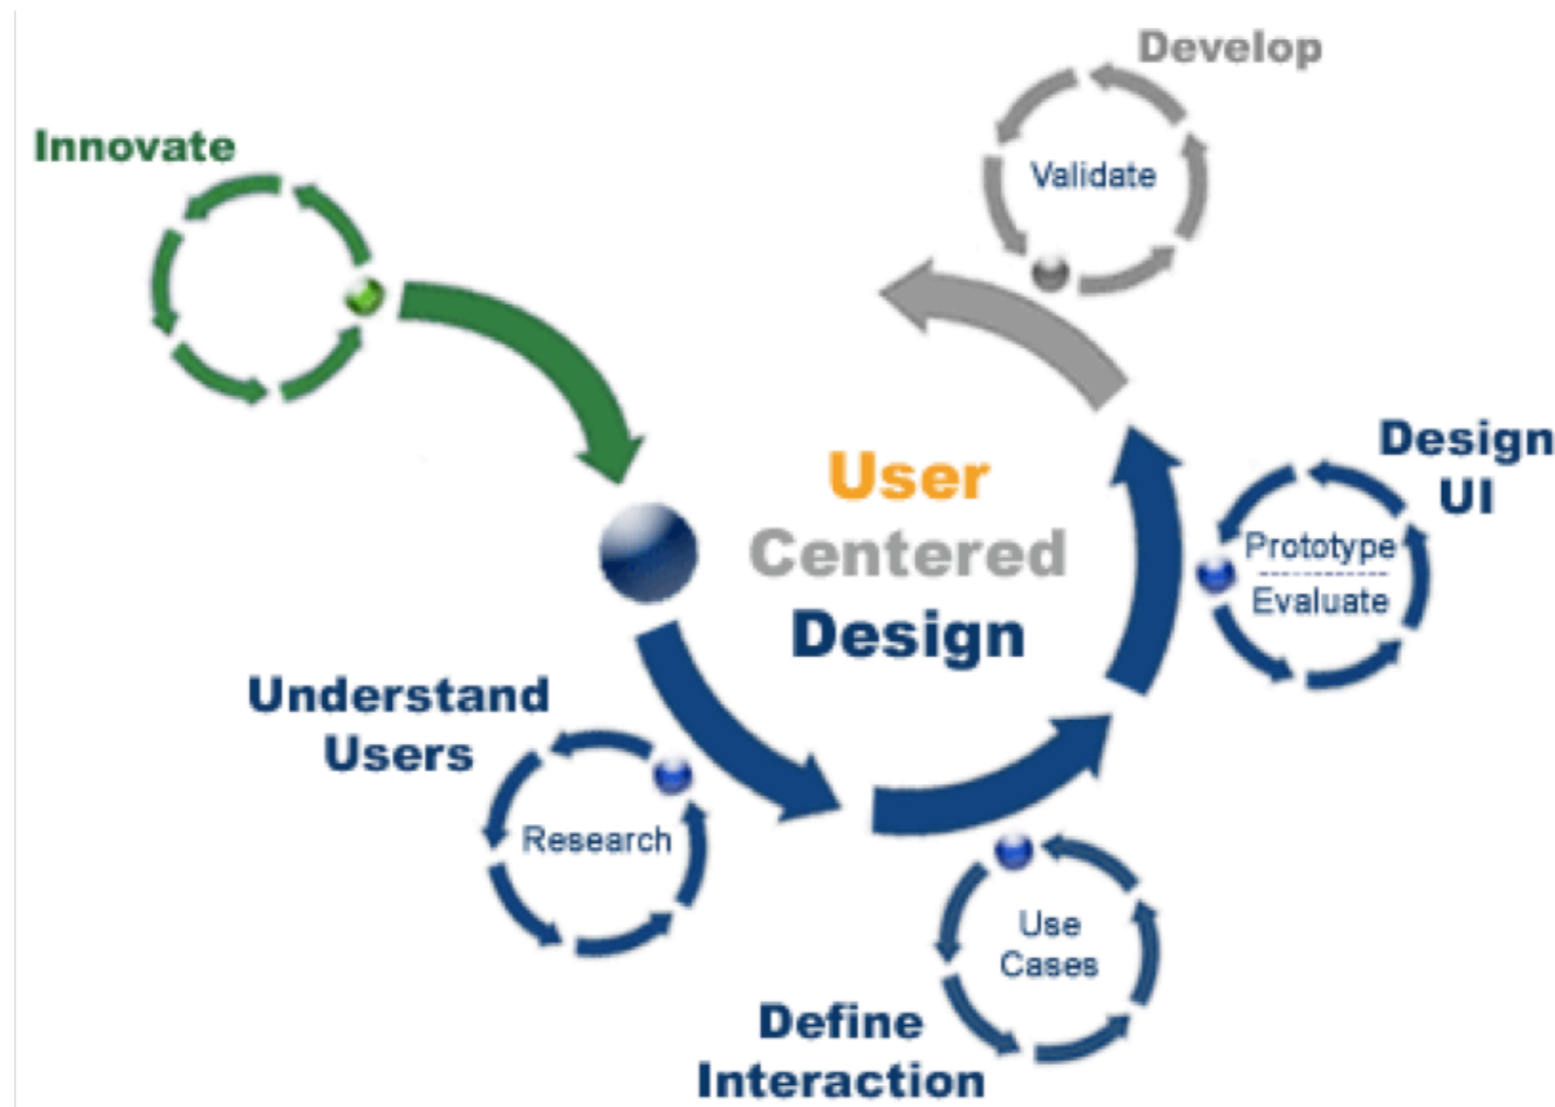 Develop
Validate
Innovate
User
Centered
Design
Design
UI
Prototype
Evaluate
Understand
Users
Research
Use
Cases
Define
Interaction